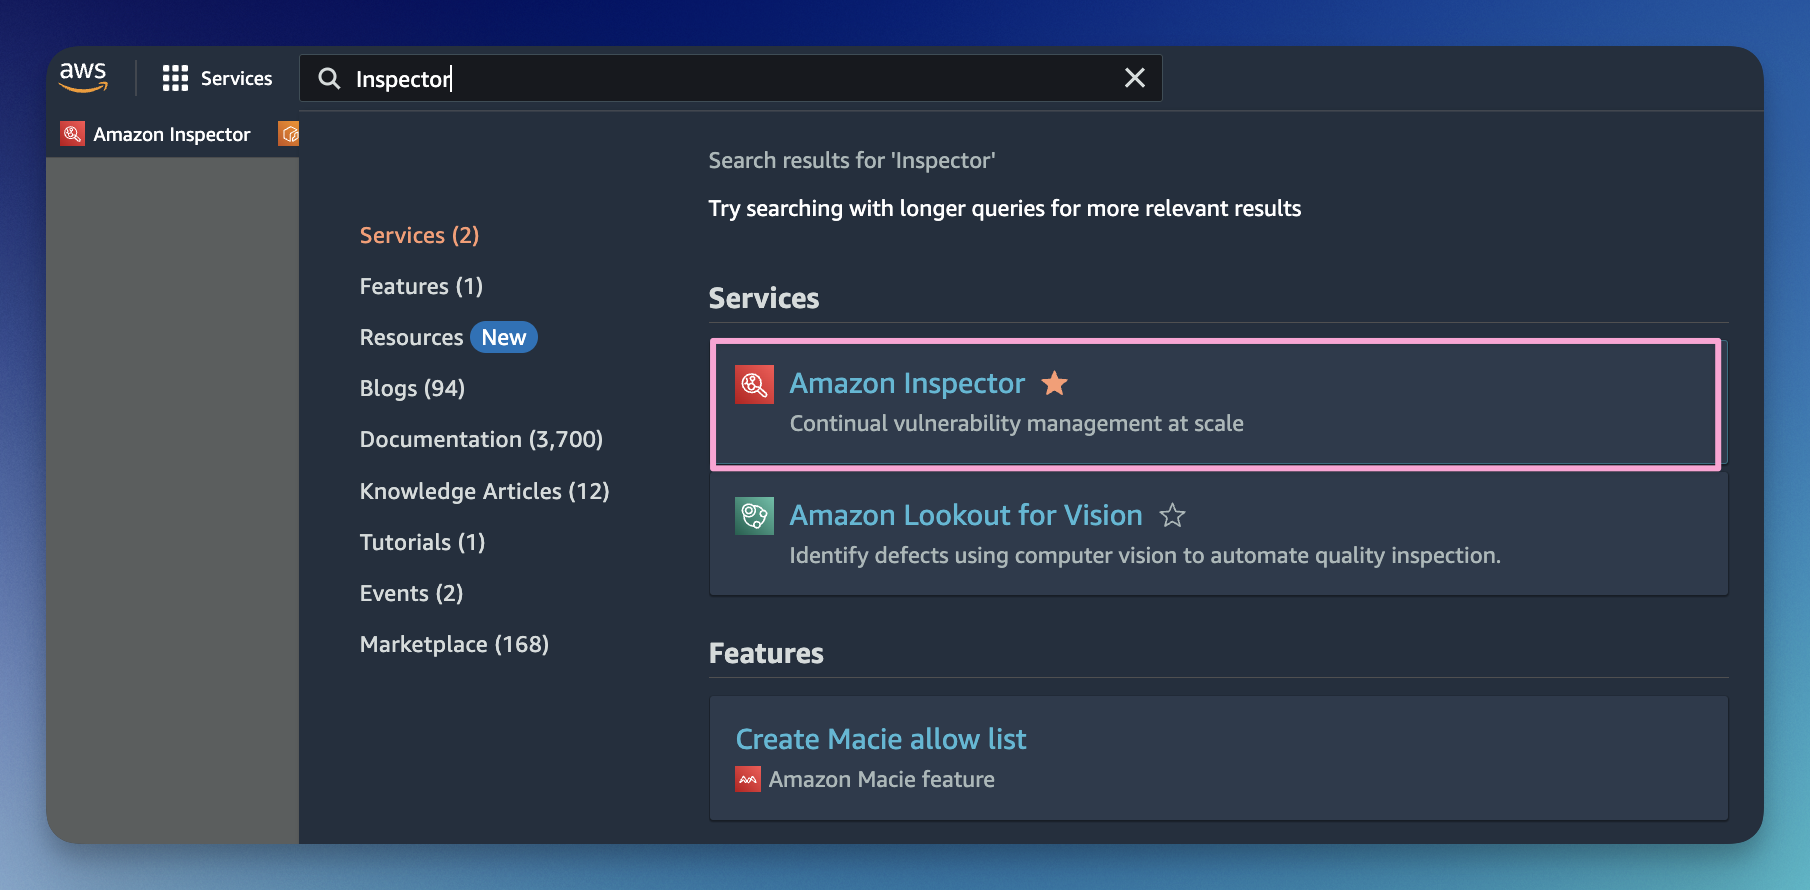 aws
Services
Inspector
Amazon Inspector
Search results for 'Inspector'
Try searching with longer queries for more relevant results
Services (2)
Features (1)
Resources New
Blogs (94)
Documentation (3,700)
Knowledge Articles (12)
Tutorials (1)
Events (2)
Marketplace (168)
Services
Amazon Inspector
Continual vulnerability management at scale
Amazon Lookout for Vision
Identify defects using computer vision to automate quality inspection.
Features
Create Macie allow list
Amazon Macie feature